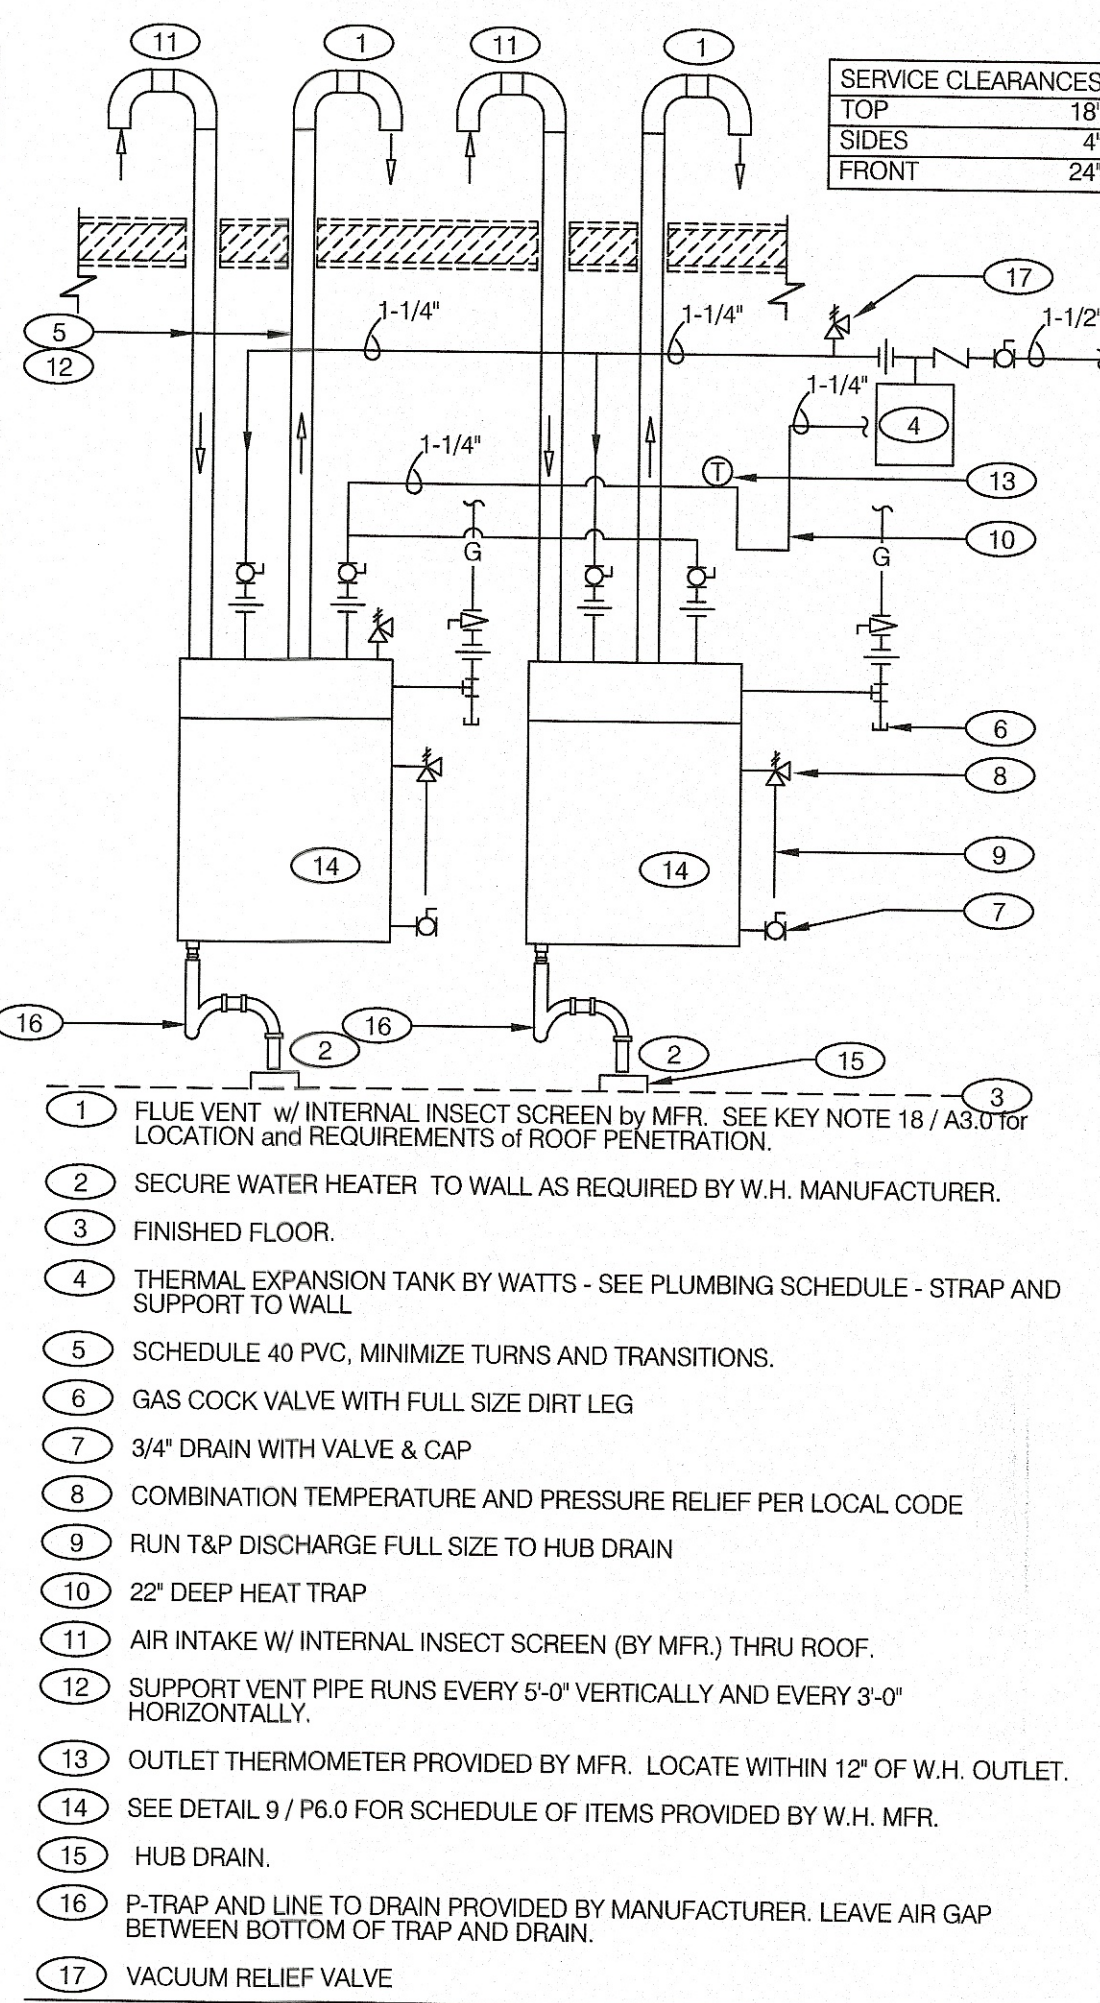 11 1 11 1
SERVICE CLEARANCES
TOP 18"
SIDES 4"
FRONT 24"
17
5
12
1-1/4"
1-1/4"
1-1/2"
1-1/4"
4
1-1/4"
T
13
G
G
10
6
8
14
14
9
7
16
2
16
2
15
3
1 FLUE VENT w/ INTERNAL INSECT SCREEN by MFR. SEE KEY NOTE 18 / A3.0 for
LOCATION and REQUIREMENTS of ROOF PENETRATION.
2 SECURE WATER HEATER TO WALL AS REQUIRED BY W.H. MANUFACTURER.
3 FINISHED FLOOR.
4 THERMAL EXPANSION TANK BY WATTS - SEE PLUMBING SCHEDULE - STRAP AND
SUPPORT TO WALL
5 SCHEDULE 40 PVC, MINIMIZE TURNS AND TRANSITIONS.
6 GAS COCK VALVE WITH FULL SIZE DIRT LEG
7 3/4" DRAIN WITH VALVE & CAP
8 COMBINATION TEMPERATURE AND PRESSURE RELIEF PER LOCAL CODE
9 RUN T&P DISCHARGE FULL SIZE TO HUB DRAIN
10 22" DEEP HEAT TRAP
11 AIR INTAKE W/ INTERNAL INSECT SCREEN (BY MFR.) THRU ROOF.
12 SUPPORT VENT PIPE RUNS EVERY 5'-0" VERTICALLY AND EVERY 3'-0"
HORIZONTALLY.
13 OUTLET THERMOMETER PROVIDED BY MFR. LOCATE WITHIN 12" OF W.H. OUTLET.
14 SEE DETAIL 9 / P6.0 FOR SCHEDULE OF ITEMS PROVIDED BY W.H. MFR.
15 HUB DRAIN.
16 P-TRAP AND LINE TO DRAIN PROVIDED BY MANUFACTURER. LEAVE AIR GAP
BETWEEN BOTTOM OF TRAP AND DRAIN.
17 VACUUM RELIEF VALVE